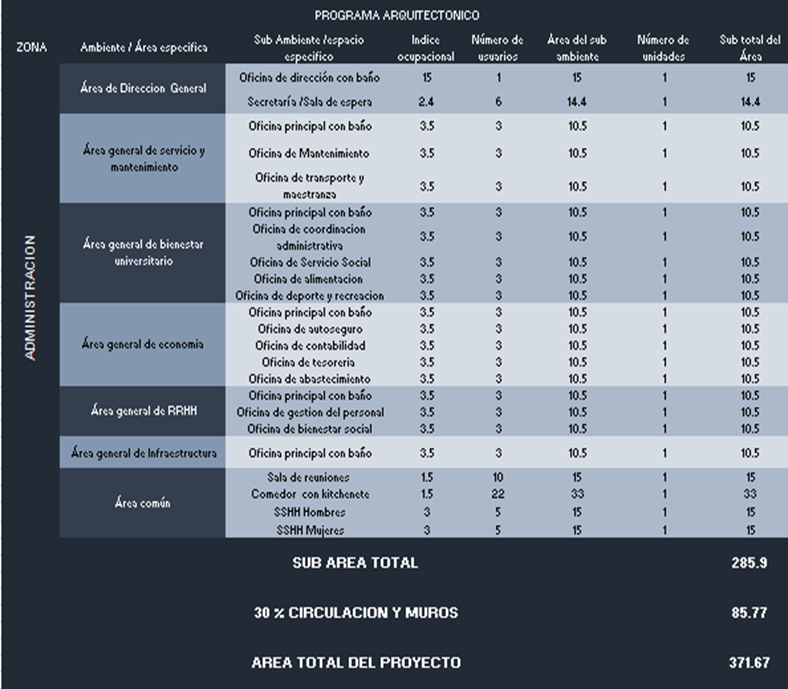 PROGRAMA ARQUITECTONICO
ZONA Ambiente / Área especifica Sub Ambiente /espacio especifico Indice ocupacional Número de usuarios Área del sub ambiente Número de unidades Sub total del Área
ADMINISTRACION
Área de Direccion General
Oficina de dirección con baño 15 1 15 1 15
Secretaría /Sala de espera 2.4 6 14.4 1 14.4
Área general de servicio y mantenimiento
Oficina principal con baño 3.5 3 10.5 1 10.5
Oficina de Mantenimiento 3.5 3 10.5 1 10.5
Oficina de transporte y maestranza 3.5 3 10.5 1 10.5
Área general de bienestar universitario
Oficina principal con baño 3.5 3 10.5 1 10.5
Oficina de coordinacion administrativa 3.5 3 10.5 1 10.5
Oficina de Servicio Social 3.5 3 10.5 1 10.5
Oficina de alimentacion 3.5 3 10.5 1 10.5
Oficina de deporte y recreacion 3.5 3 10.5 1 10.5
Área general de economia
Oficina principal con baño 3.5 3 10.5 1 10.5
Oficina de autoseguro 3.5 3 10.5 1 10.5
Oficina de contabilidad 3.5 3 10.5 1 10.5
Oficina de tesoreria 3.5 3 10.5 1 10.5
Oficina de abastecimiento 3.5 3 10.5 1 10.5
Área general de RRHH
Oficina principal con baño 3.5 3 10.5 1 10.5
Oficina de gestion del personal 3.5 3 10.5 1 10.5
Oficina de bienestar social 3.5 3 10.5 1 10.5
Área general de Infraestructura
Oficina principal con baño 3.5 3 10.5 1 10.5
Área común
Sala de reuniones 1.5 10 15 1 15
Comedor con kitchenete 1.5 22 33 1 33
SSHH Hombres 3 5 15 1 15
SSHH Mujeres 3 5 15 1 15
SUB AREA TOTAL 285.9
30 % CIRCULACION Y MUROS 85.77
AREA TOTAL DEL PROYECTO 371.67